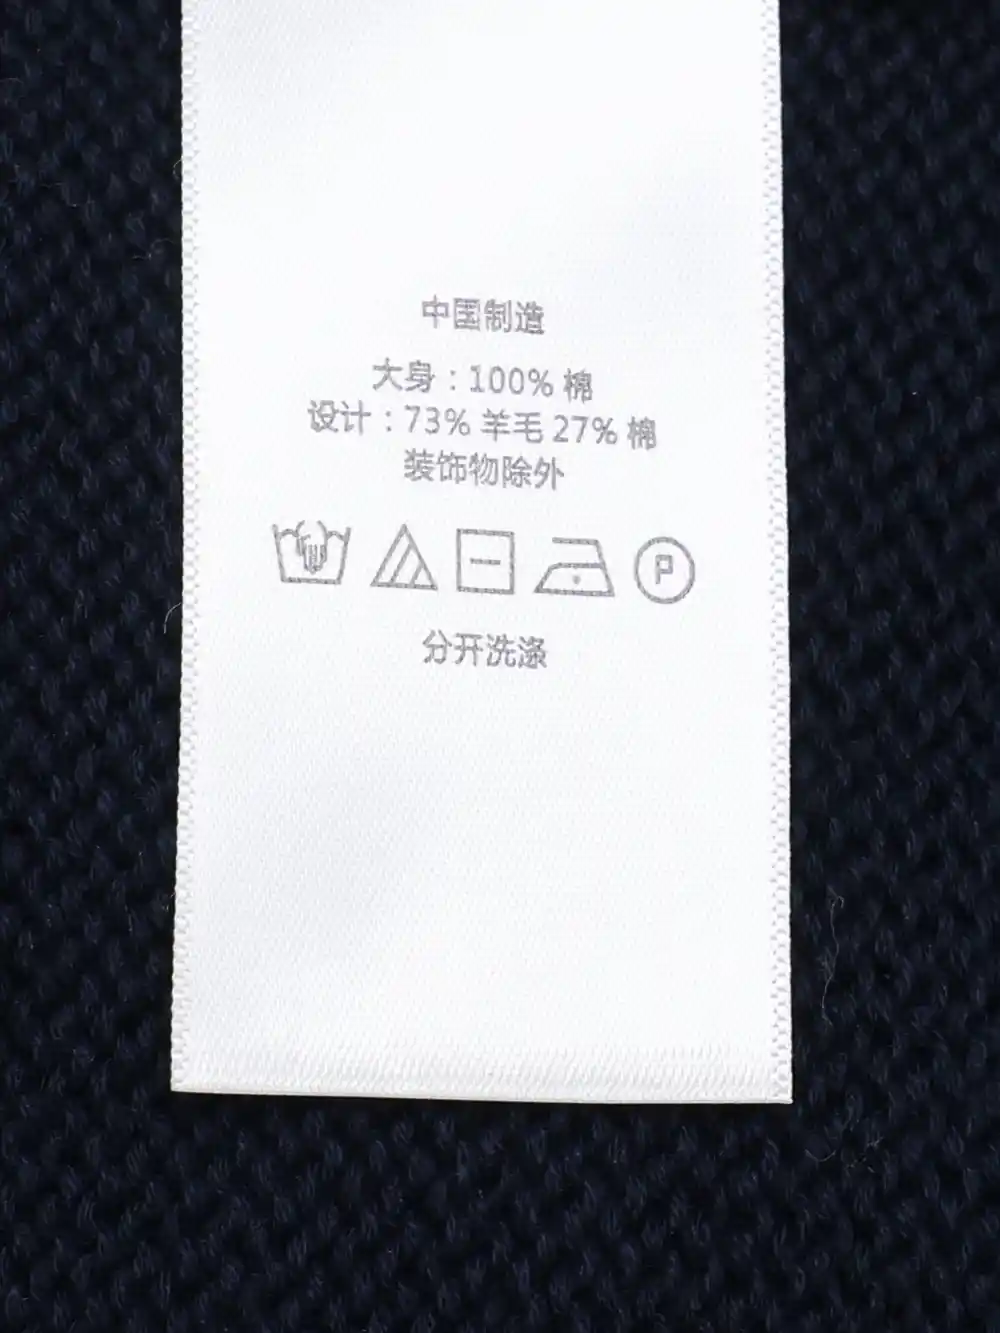 中国制造
大身：100% 棉
设计：73% 羊毛 27% 棉
装饰物除外
P
分开洗涤